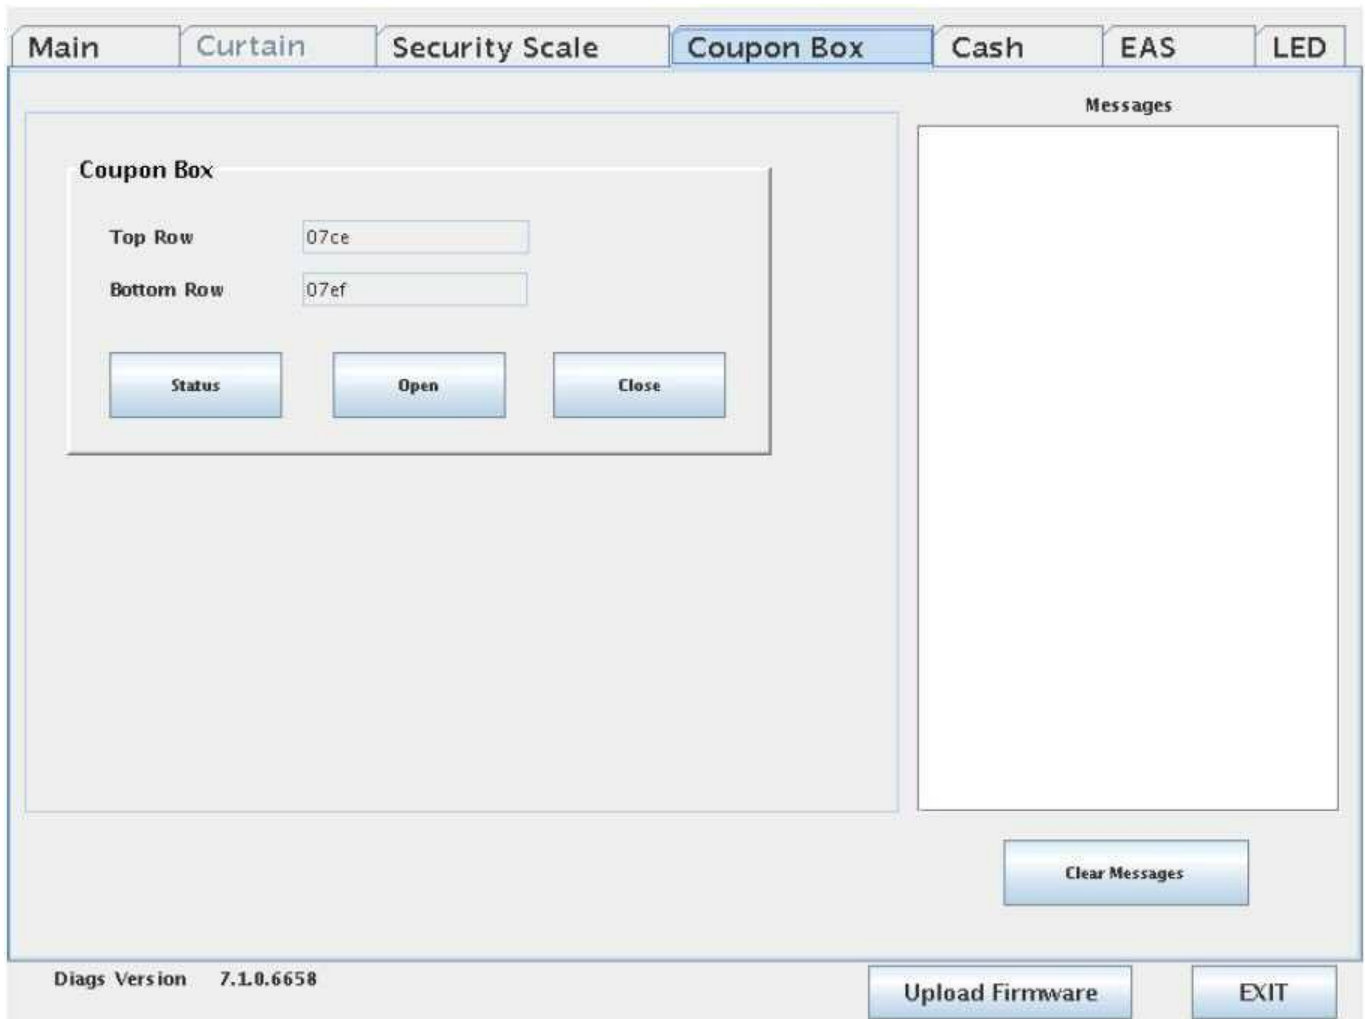 Main Curtain Security Scale Coupon Box Cash EAS LED
Messages
Coupon Box
Top Row 07ce
Bottom Row 07ef
Status Open Close
Clear Messages
Diags Version 7.1.0.6658
Upload Firmware EXIT